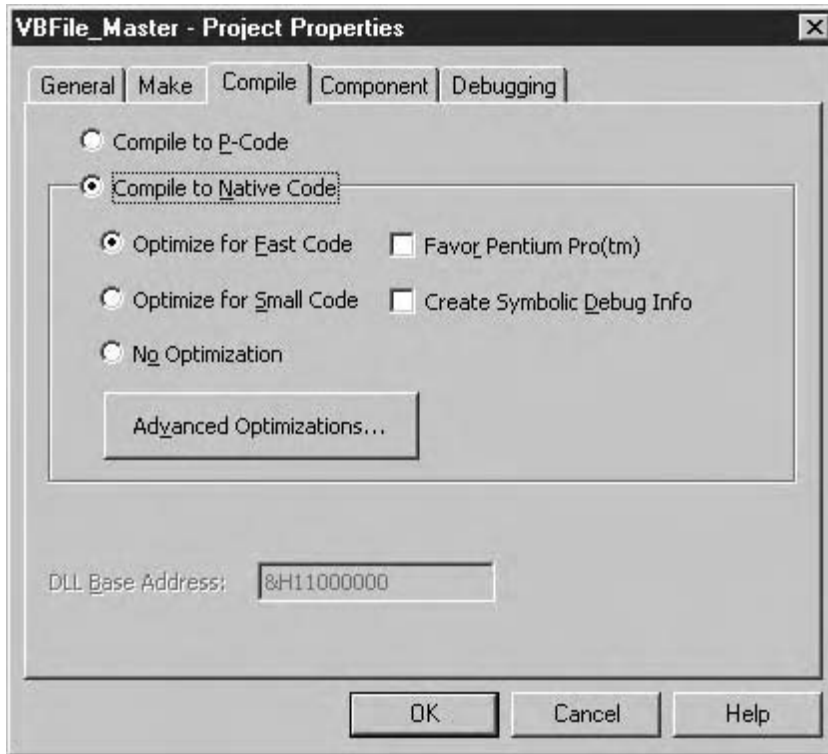 VBFile_Master - Project Properties
General Make Compile Component Debugging
Compile to P-Code
Compile to Native Code
Optimize for Fast Code Favor Pentium Pro(tm)
Optimize for Small Code Create Symbolic Debug Info
No Optimization
Advanced Optimizations...
DLL Base Address: &H11000000
OK Cancel Help